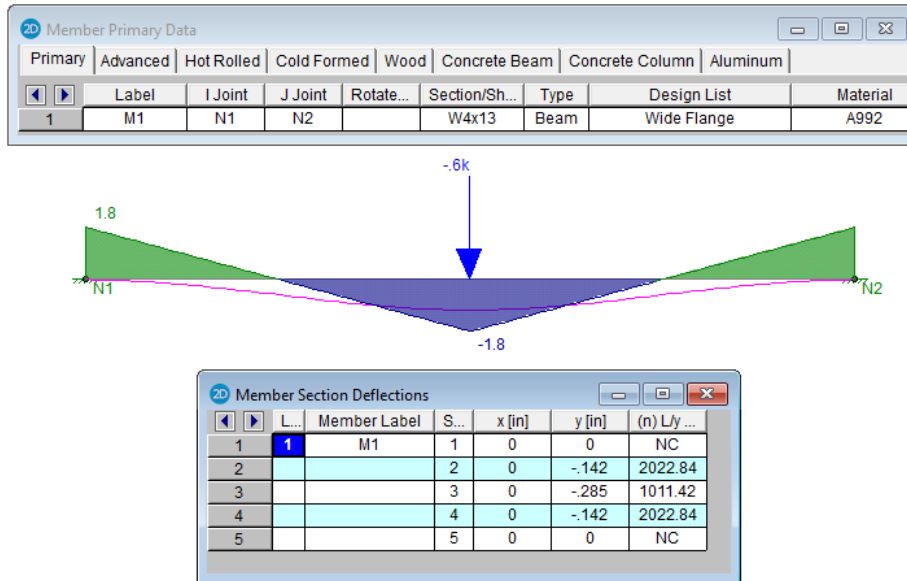 2D Member Primary Data
Primary Advanced Hot Rolled Cold Formed Wood Concrete Beam Concrete Column Aluminum
Label I Joint J Joint Rotate... Section/Sh... Type Design List Material
1 M1 N1 N2 W4x13 Beam Wide Flange A992
-.6k
1.8
N1 N2
-1.8
2D Member Section Deflections
L... Member Label S... x [in] y [in] (n) L/y ...
1 1 M1 1 0 0 NC
2 2 0 -.142 2022.84
3 3 0 -.285 1011.42
4 4 0 -.142 2022.84
5 5 0 0 NC